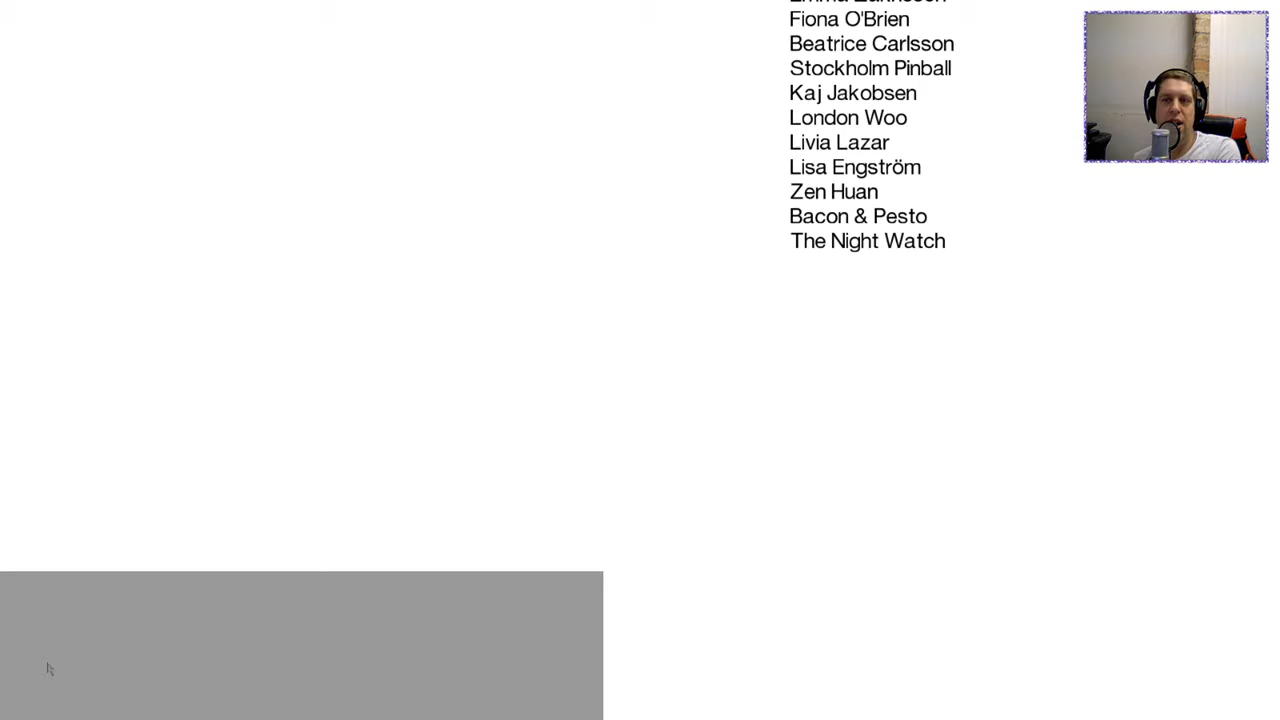 Fiona O'Brien
Beatrice Carlsson
Stockholm Pinball
Kaj Jakobsen
London Woo
Livia Lazar
Lisa Engström
Zen Huan
Bacon & Pesto
The Night Watch